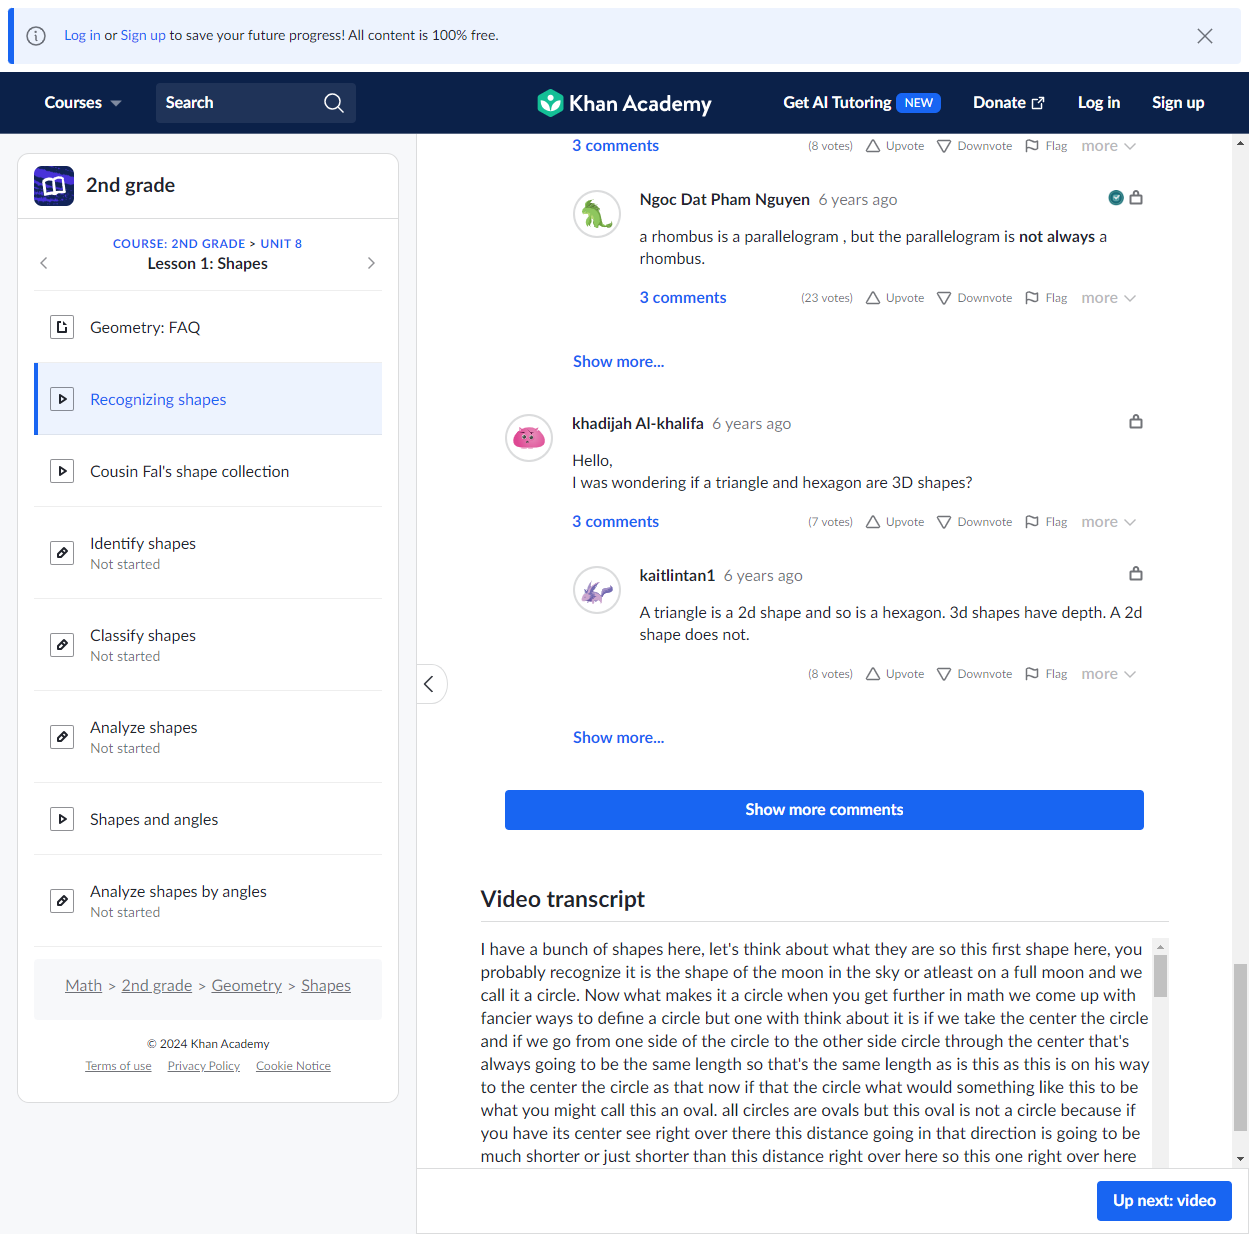 Log in or Sign up to save your future progress! All content is 100% free.
Courses
Search
Khan Academy
Get AI Tutoring NEW
Donate
Log in
Sign up
2nd grade
COURSE: 2ND GRADE > UNIT 8
Lesson 1: Shapes
Geometry: FAQ
Recognizing shapes
Cousin Fal's shape collection
Identify shapes
Not started
Classify shapes
Not started
Analyze shapes
Not started
Shapes and angles
Analyze shapes by angles
Not started
Math > 2nd grade > Geometry > Shapes
© 2024 Khan Academy
Terms of use Privacy Policy Cookie Notice
3 comments (8 votes) Upvote Downvote Flag more
Ngoc Dat Pham Nguyen 6 years ago
a rhombus is a parallelogram , but the parallelogram is not always a
rhombus.
3 comments (23 votes) Upvote Downvote Flag more
Show more...
khadijah Al-khalifa 6 years ago
Hello,
I was wondering if a triangle and hexagon are 3D shapes?
3 comments (7 votes) Upvote Downvote Flag more
kaitlintan1 6 years ago
A triangle is a 2d shape and so is a hexagon. 3d shapes have depth. A 2d
shape does not.
(8 votes) Upvote Downvote Flag more
Show more...
Show more comments
Video transcript
I have a bunch of shapes here, let's think about what they are so this first shape here, you
probably recognize it is the shape of the moon in the sky or atleast on a full moon and we
call it a circle. Now what makes it a circle when you get further in math we come up with
fancier ways to define a circle but one with think about it is if we take the center the circle
and if we go from one side of the circle to the other side circle through the center that's
always going to be the same length so that's the same length as is this as this is on his way
to the center the circle as that now if that the circle what would something like this to be
what you might call this an oval. all circles are ovals but this oval is not a circle because if
you have its center see right over there this distance going in that direction is going to be
much shorter or just shorter than this distance right over here so this one right over here
Up next: video